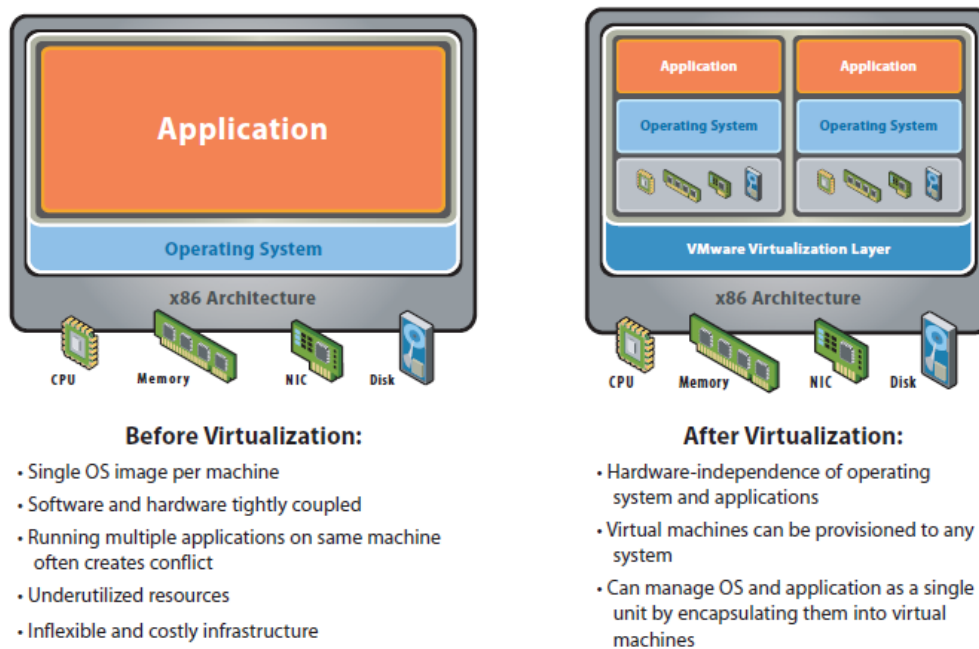 Application
Operating System
x86 Architecture
CPU
Memory
NIC
Disk
Before Virtualization:
• Single OS image per machine
• Software and hardware tightly coupled
• Running multiple applications on same machine
often creates conflict
• Underutilized resources
• Inflexible and costly infrastructure
Application
Application
Operating System
Operating System
VMware Virtualization Layer
x86 Architecture
CPU
Memory
NIC
Disk
After Virtualization:
• Hardware-independence of operating
system and applications
• Virtual machines can be provisioned to any
system
• Can manage OS and application as a single
unit by encapsulating them into virtual
machines